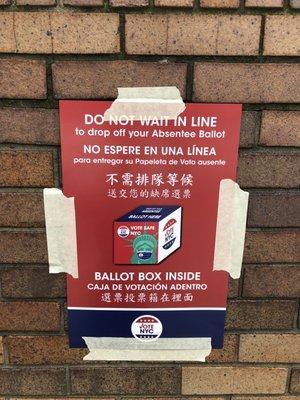 DO NOT WAIT IN LINE
to drop off your Absentee Ballot
NO ESPERE EN UNA LÍNEA
para entregar su Papeleta de Voto ausente
不需排隊等候
送交您的缺席選票
ABSENTEE
BALLOT HERE
VOTE SAFE
NYC
BALLOT BOX INSIDE
CAJA DE VOTACIÓN ADENTRO
選票投票箱在裡面
VOTE
NYC